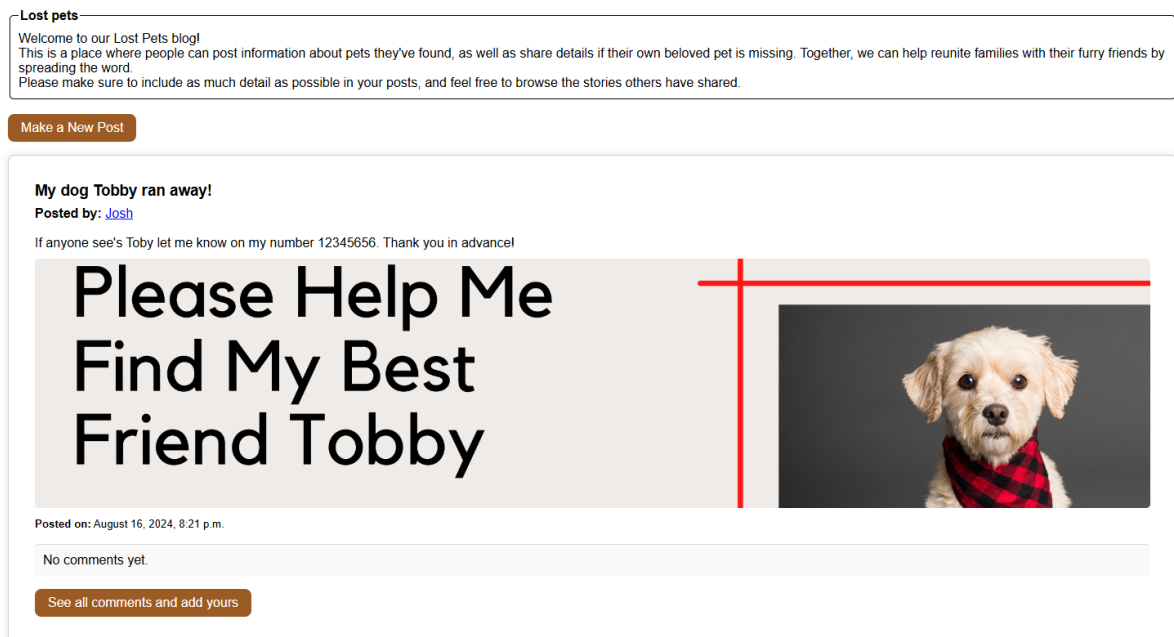 Lost pets
Welcome to our Lost Pets blog!
This is a place where people can post information about pets they've found, as well as share details if their own beloved pet is missing. Together, we can help reunite families with their furry friends by
spreading the word.
Please make sure to include as much detail as possible in your posts, and feel free to browse the stories others have shared.
Make a New Post
My dog Tobby ran away!
Posted by: Josh
If anyone see's Toby let me know on my number 12345656. Thank you in advance!
Please Help Me
Find My Best
Friend Tobby
Posted on: August 16, 2024, 8:21 p.m.
No comments yet.
See all comments and add yours